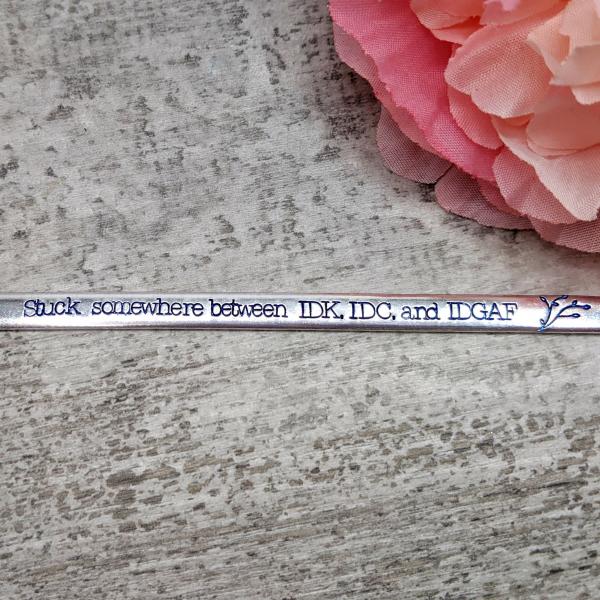 Stuck somewhere between IDK, IDC, and IDGAF